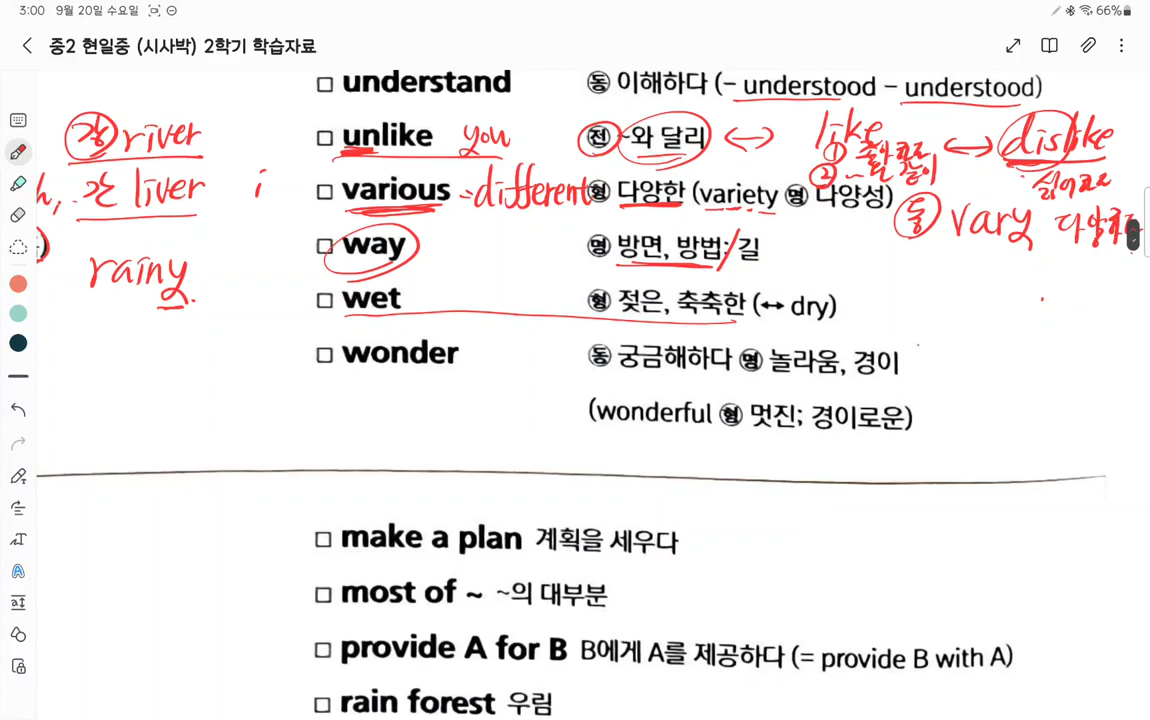 3:00 9월 20일 수요일 66%
중2 현일중 (시사박) 2학기 학습자료
□ understand 동 이해하다 (– understood – understood)
강 river
□ unlike you 전 ~와 달리 ↔ like ↔ dislike
① 좋아하다
② ~와 같이
싫어하다
간 liver
□ various = different 형 다양한 (variety 명 다양성)
동 vary 다양하다
□ way 명 방면, 방법; / 길
rainy
□ wet 형 젖은, 축축한 (↔ dry)
□ wonder 동 궁금해하다 명 놀라움, 경이
(wonderful 형 멋진; 경이로운)
□ make a plan 계획을 세우다
□ most of ~ ~의 대부분
□ provide A for B B에게 A를 제공하다 (= provide B with A)
□ rain forest 우림